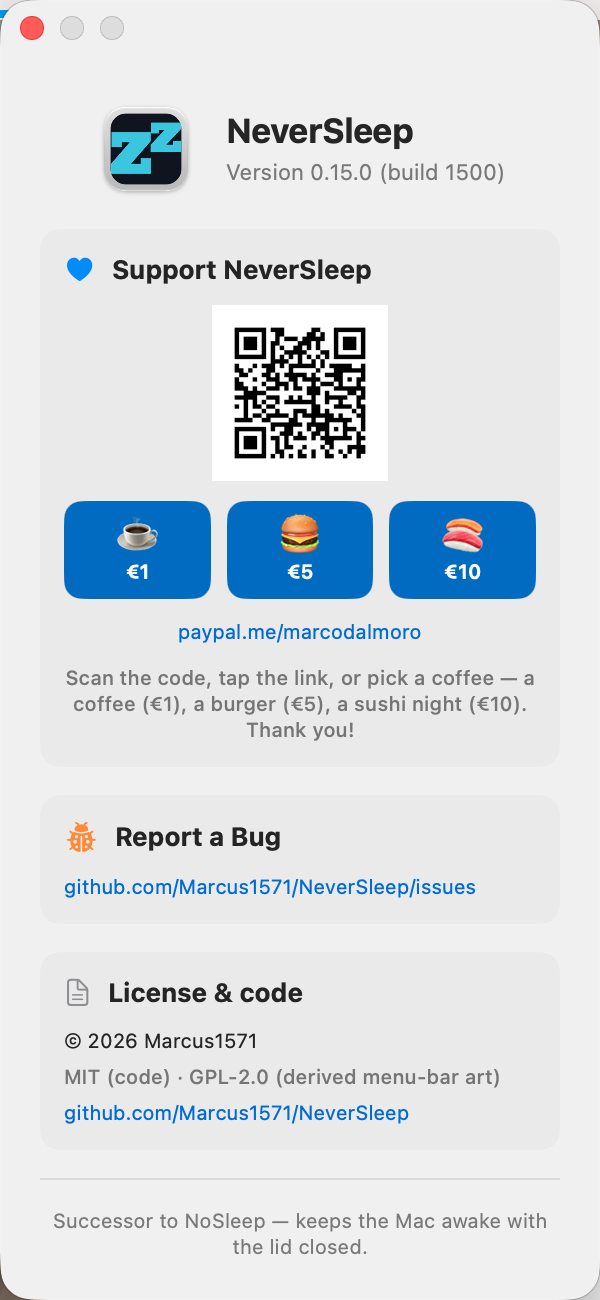 NeverSleep
Version 0.15.0 (build 1500)
Support NeverSleep
€1
€5
€10
paypal.me/marcodalmoro
Scan the code, tap the link, or pick a coffee — a
coffee (€1), a burger (€5), a sushi night (€10).
Thank you!
Report a Bug
github.com/Marcus1571/NeverSleep/issues
License & code
© 2026 Marcus1571
MIT (code) · GPL-2.0 (derived menu-bar art)
github.com/Marcus1571/NeverSleep
Successor to NoSleep — keeps the Mac awake with
the lid closed.